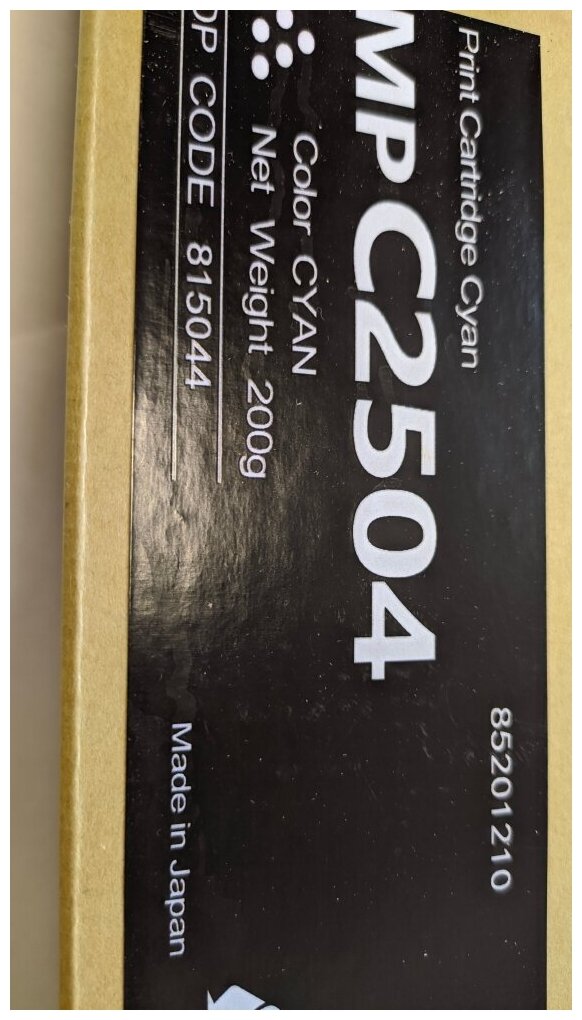 Print Cartridge Cyan
85201210
MP C2504
Color CYAN
Net Weight 200g
CODE 815044
Made in Japan